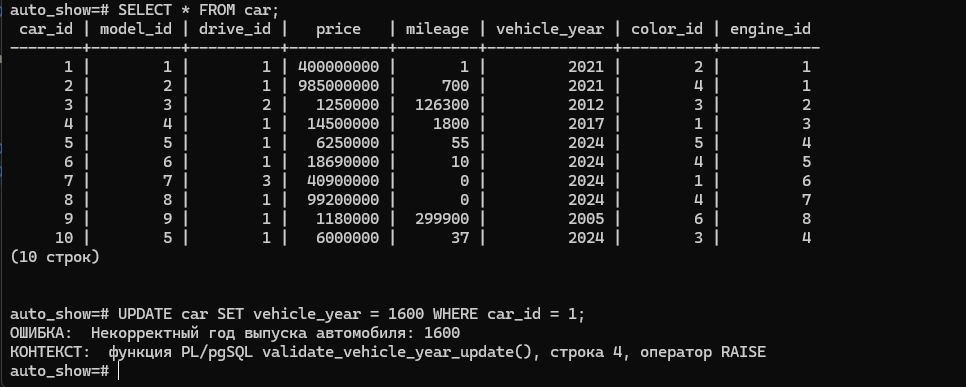 auto_show=# SELECT * FROM car;
 car_id | model_id | drive_id |   price   | mileage | vehicle_year | color_id | engine_id
--------+----------+----------+-----------+---------+--------------+----------+-----------
      1 |        1 |        1 | 400000000 |       1 |         2021 |        2 |         1
      2 |        2 |        1 | 985000000 |     700 |         2021 |        4 |         1
      3 |        3 |        2 |   1250000 |  126300 |         2012 |        3 |         2
      4 |        4 |        1 |  14500000 |    1800 |         2017 |        1 |         3
      5 |        5 |        1 |   6250000 |      55 |         2024 |        5 |         4
      6 |        6 |        1 |  18690000 |      10 |         2024 |        4 |         5
      7 |        7 |        3 |  40900000 |       0 |         2024 |        1 |         6
      8 |        8 |        1 |  99200000 |       0 |         2024 |        4 |         7
      9 |        9 |        1 |   1180000 |  299900 |         2005 |        6 |         8
     10 |        5 |        1 |   6000000 |      37 |         2024 |        3 |         4
(10 строк)
auto_show=# UPDATE car SET vehicle_year = 1600 WHERE car_id = 1;
ОШИБКА:  Некорректный год выпуска автомобиля: 1600
КОНТЕКСТ:  функция PL/pgSQL validate_vehicle_year_update(), строка 4, оператор RAISE
auto_show=#